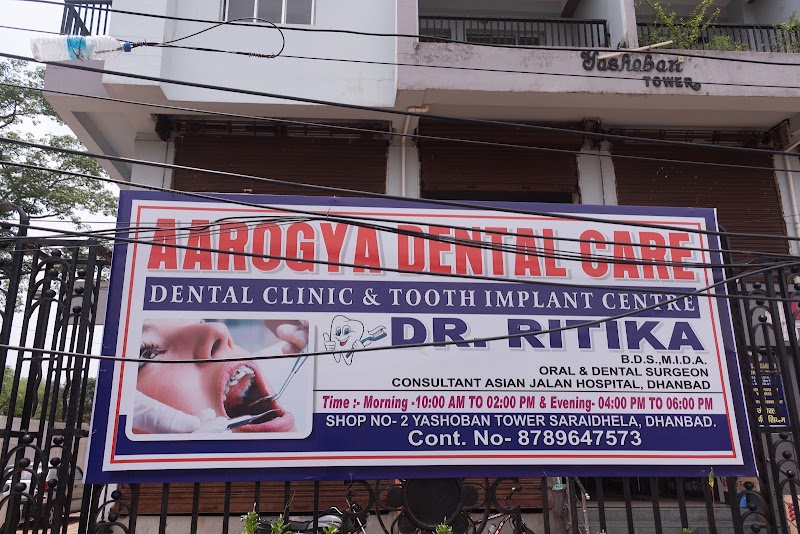 Yashoban
TOWER
AAROGYA DENTAL CARE
DENTAL CLINIC & TOOTH IMPLANT CENTRE
DR. RITIKA
B.D.S.,M.I.D.A.
ORAL & DENTAL SURGEON
CONSULTANT ASIAN JALAN HOSPITAL, DHANBAD
Time :- Morning -10:00 AM TO 02:00 PM & Evening- 04:00 PM TO 06:00 PM
SHOP NO- 2 YASHOBAN TOWER SARAIDHELA, DHANBAD.
Cont. No- 8789647573